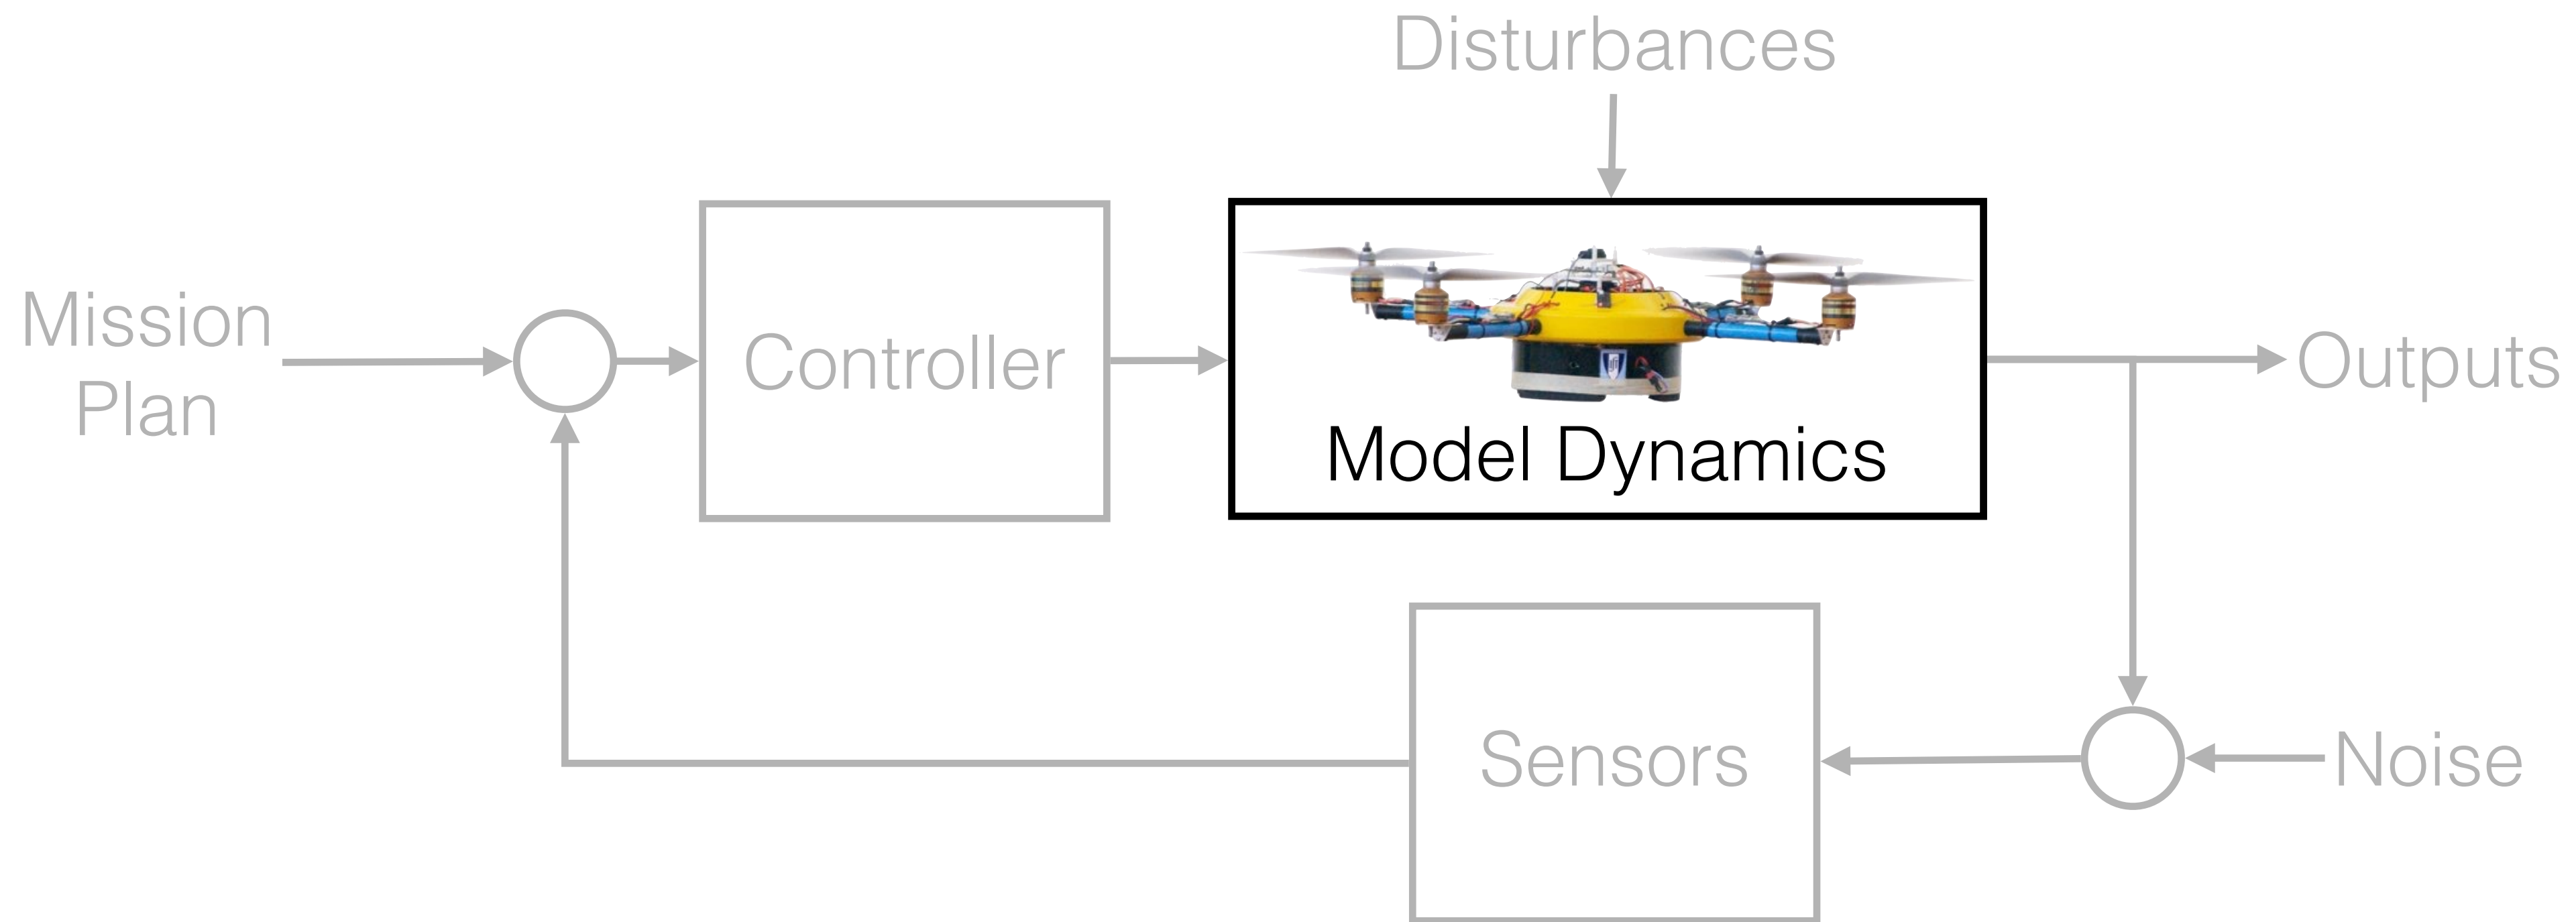 Disturbances
Mission
Plan
Controller
Model Dynamics
Outputs
Sensors
Noise